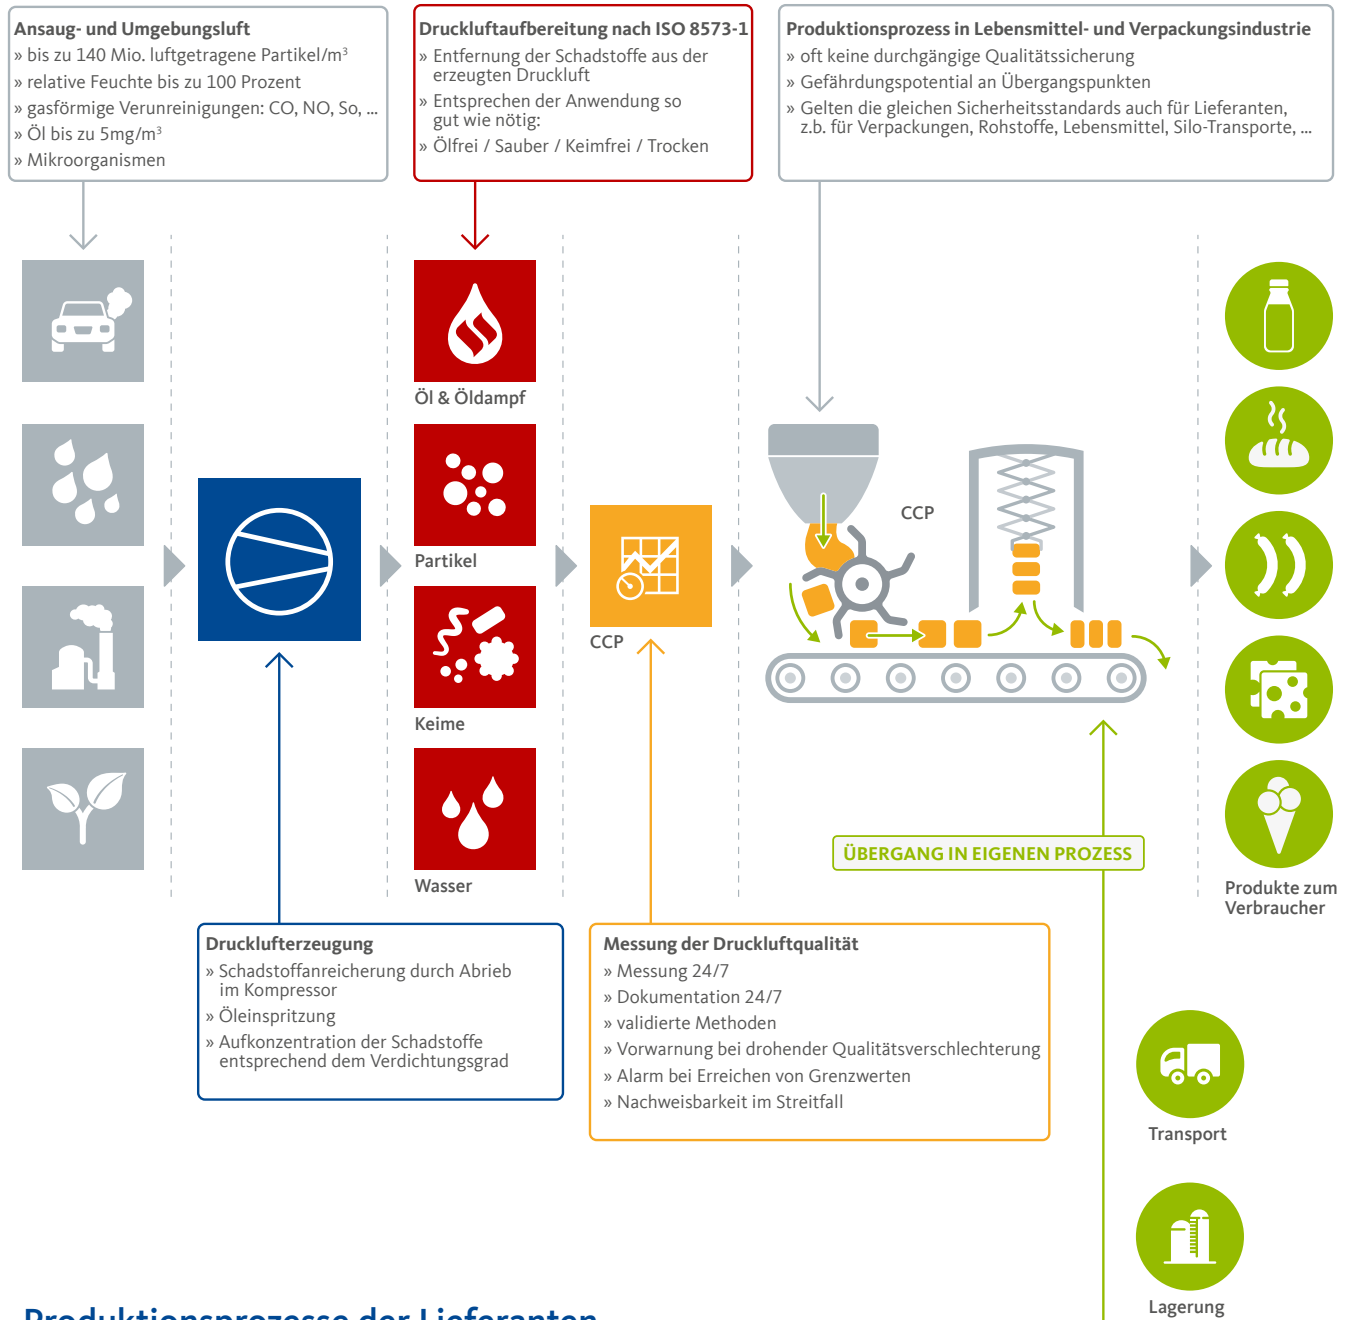 Ansaug- und Umgebungsluft
» bis zu 140 Mio. luftgetragene Partikel/m³
» relative Feuchte bis zu 100 Prozent
» gasförmige Verunreinigungen: CO, NO, So, ...
» Öl bis zu 5mg/m³
» Mikroorganismen
Druckluftaufbereitung nach ISO 8573-1
» Entfernung der Schadstoffe aus der
erzeugten Druckluft
» Entsprechen der Anwendung so
gut wie nötig:
» Ölfrei / Sauber / Keimfrei / Trocken
Produktionsprozess in Lebensmittel- und Verpackungsindustrie
» oft keine durchgängige Qualitätssicherung
» Gefährdungspotential an Übergangspunkten
» Gelten die gleichen Sicherheitsstandards auch für Lieferanten,
z.b. für Verpackungen, Rohstoffe, Lebensmittel, Silo-Transporte, ...
Öl & Öldampf
Partikel
Keime
Wasser
CCP
CCP
ÜBERGANG IN EIGENEN PROZESS
Produkte zum
Verbraucher
Drucklufterzeugung
» Schadstoffanreicherung durch Abrieb
im Kompressor
» Öleinspritzung
» Aufkonzentration der Schadstoffe
entsprechend dem Verdichtungsgrad
Messung der Druckluftqualität
» Messung 24/7
» Dokumentation 24/7
» validierte Methoden
» Vorwarnung bei drohender Qualitätsverschlechterung
» Alarm bei Erreichen von Grenzwerten
» Nachweisbarkeit im Streitfall
Transport
Lagerung
Produktionsprozesse der Lieferanten